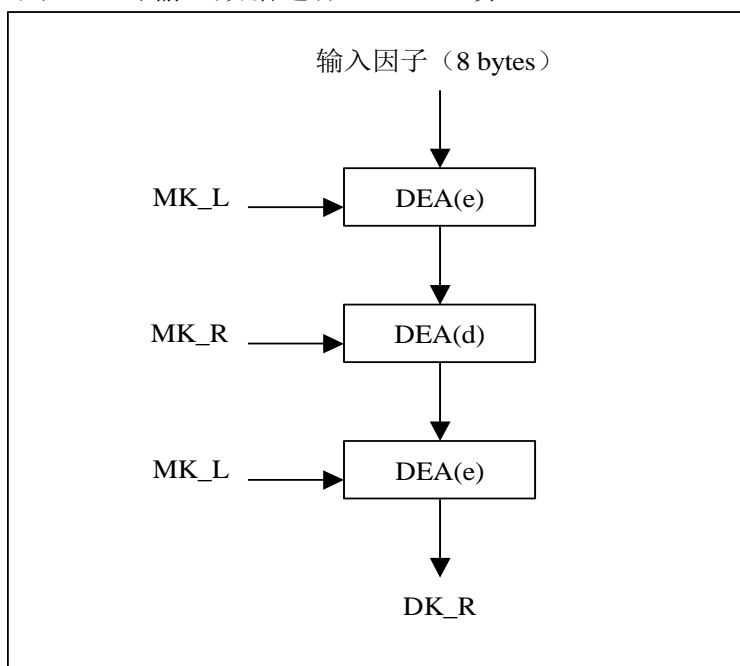 输入因子（8 bytes）
MK_L
DEA(e)
MK_R
DEA(d)
MK_L
DEA(e)
DK_R